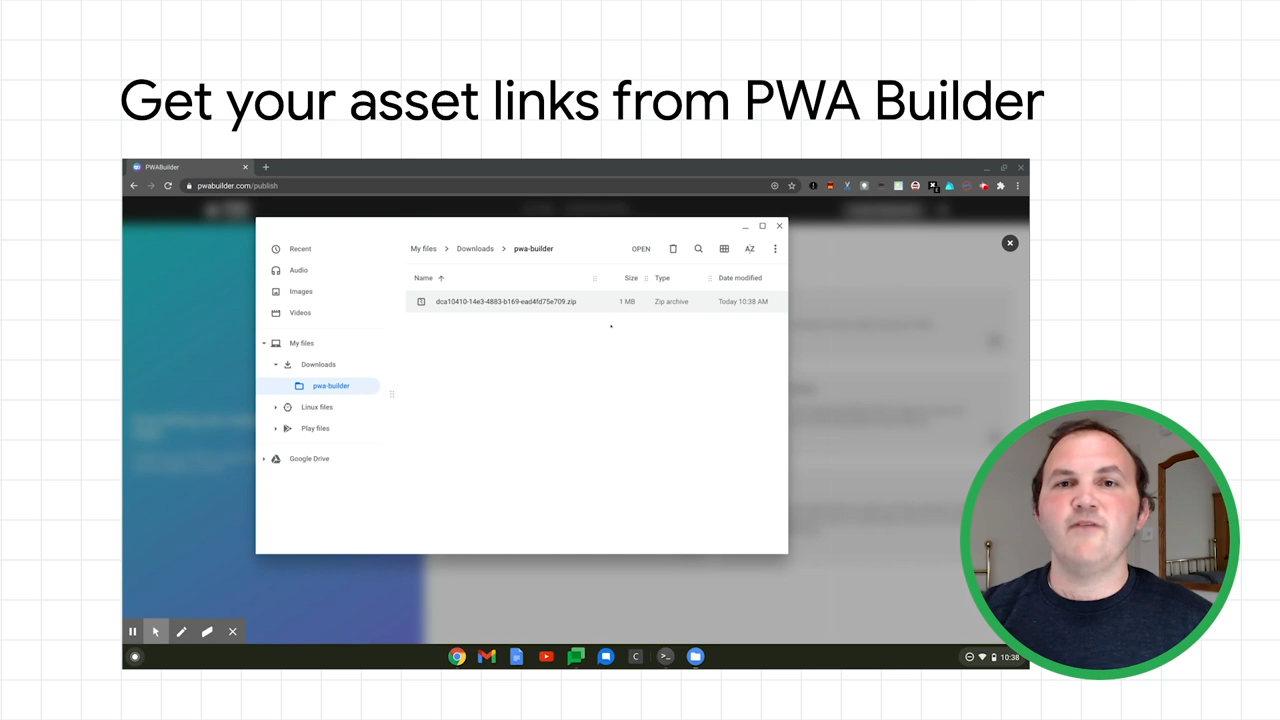 Get your asset links from PWA Builder
PWABuilder
pwabuilder.com/publish
Recent
Audio
Images
Videos
My files
Downloads
pwa-builder
Linux files
Play files
Google Drive
My files > Downloads > pwa-builder OPEN AZ
Name Size Type Date modified
dca10410-14e3-4883-b169-ead4fd75e709.zip 1 MB Zip archive Today 10:38 AM
10:38